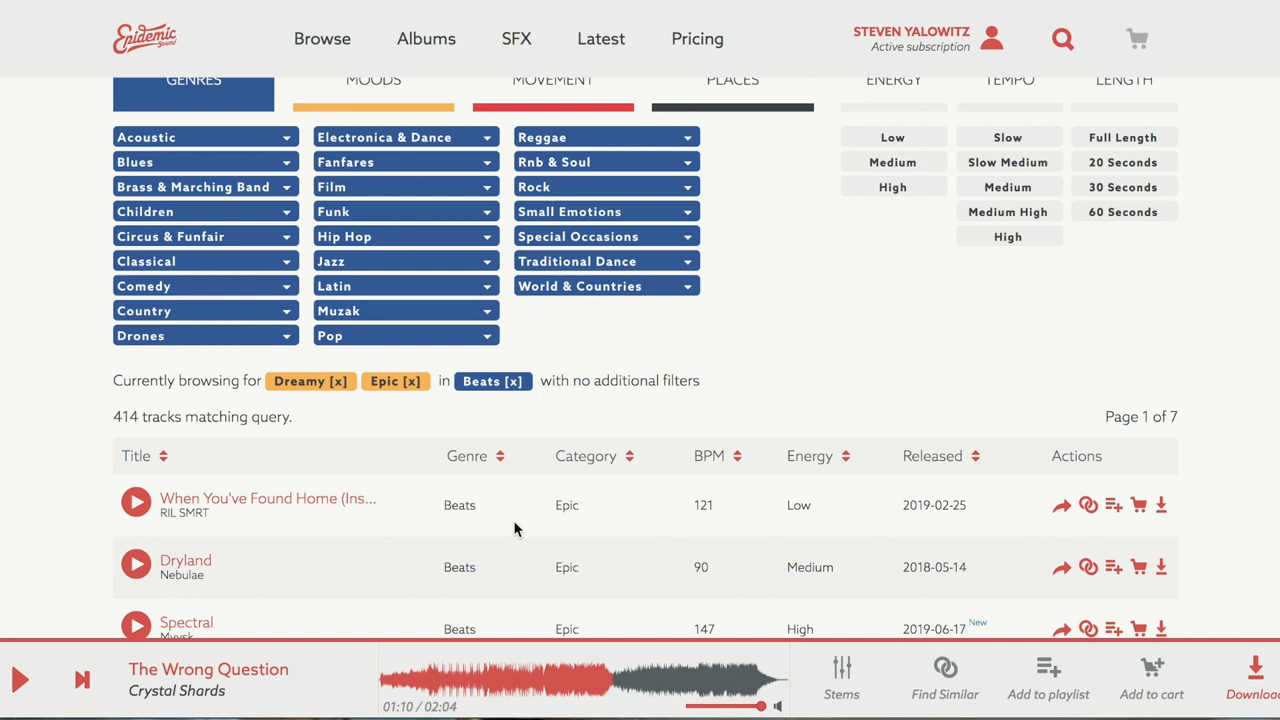 Epidemic Sound
Browse Albums SFX Latest Pricing
STEVEN YALOWITZ
Active subscription
GENRES MOODS MOVEMENT PLACES ENERGY TEMPO LENGTH
Acoustic Electronica & Dance Reggae Low Slow Full Length
Blues Fanfares Rnb & Soul Medium Slow Medium 20 Seconds
Brass & Marching Band Film Rock High Medium 30 Seconds
Children Funk Small Emotions Medium High 60 Seconds
Circus & Funfair Hip Hop Special Occasions High
Classical Jazz Traditional Dance
Comedy Latin World & Countries
Country Muzak
Drones Pop
Currently browsing for Dreamy [x] Epic [x] in Beats [x] with no additional filters
414 tracks matching query. Page 1 of 7
Title Genre Category BPM Energy Released Actions
When You've Found Home (Ins... Beats Epic 121 Low 2019-02-25
RIL SMRT
Dryland Beats Epic 90 Medium 2018-05-14
Nebulae
Spectral Beats Epic 147 High 2019-06-17 New
Myvsk
The Wrong Question
Crystal Shards
01:10 / 02:04
Stems Find Similar Add to playlist Add to cart Download